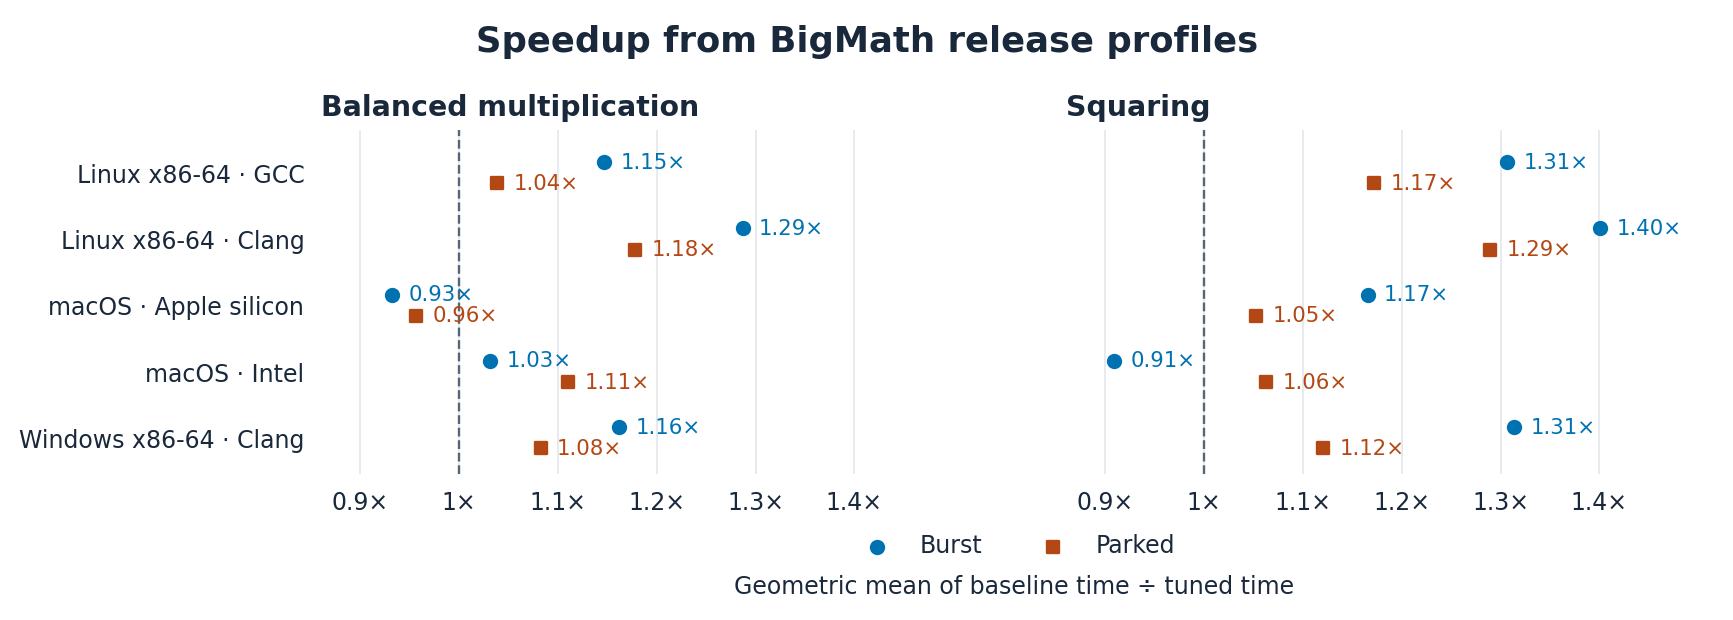 Speedup from BigMath release profiles
Balanced multiplication
Squaring
Linux x86-64 · GCC
1.15×
1.04×
1.31×
1.17×
Linux x86-64 · Clang
1.29×
1.18×
1.40×
1.29×
macOS · Apple silicon
0.93×
0.96×
1.17×
1.05×
macOS · Intel
1.03×
1.11×
0.91×
1.06×
Windows x86-64 · Clang
1.16×
1.08×
1.31×
1.12×
0.9× 1× 1.1× 1.2× 1.3× 1.4×
0.9× 1× 1.1× 1.2× 1.3× 1.4×
Burst Parked
Geometric mean of baseline time ÷ tuned time